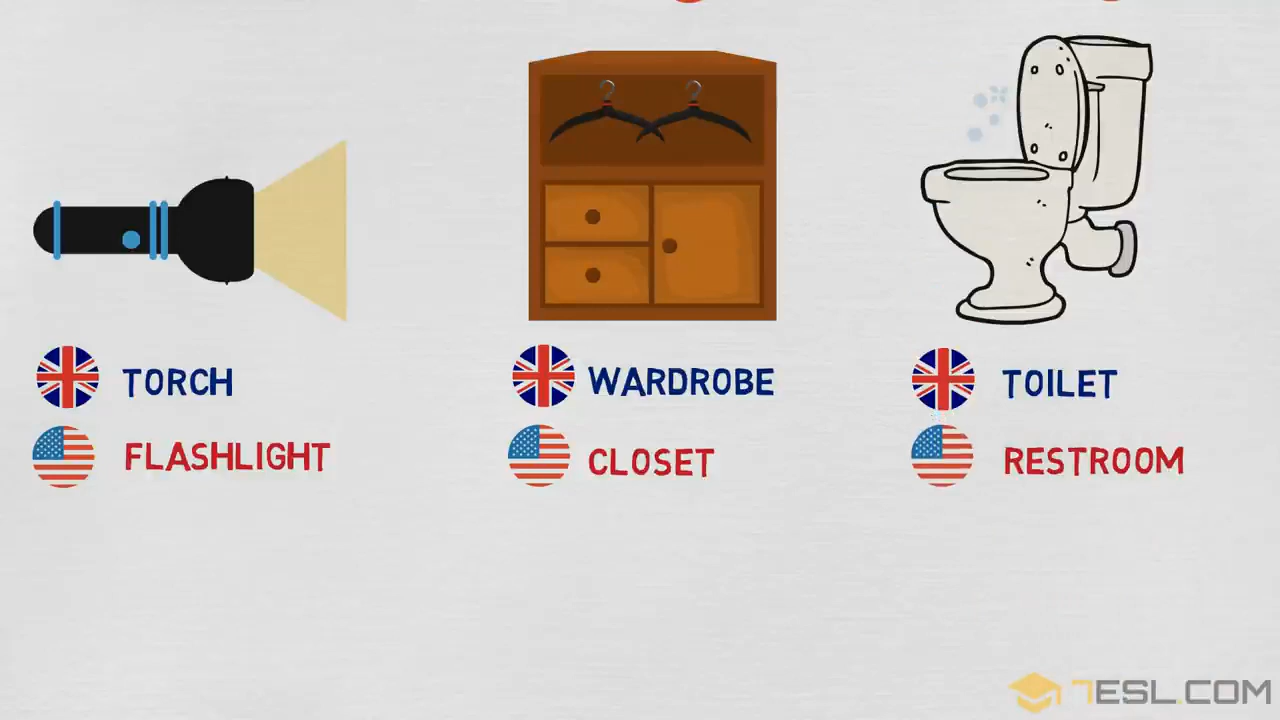 TORCH
FLASHLIGHT
WARDROBE
CLOSET
TOILET
RESTROOM
7ESL.COM